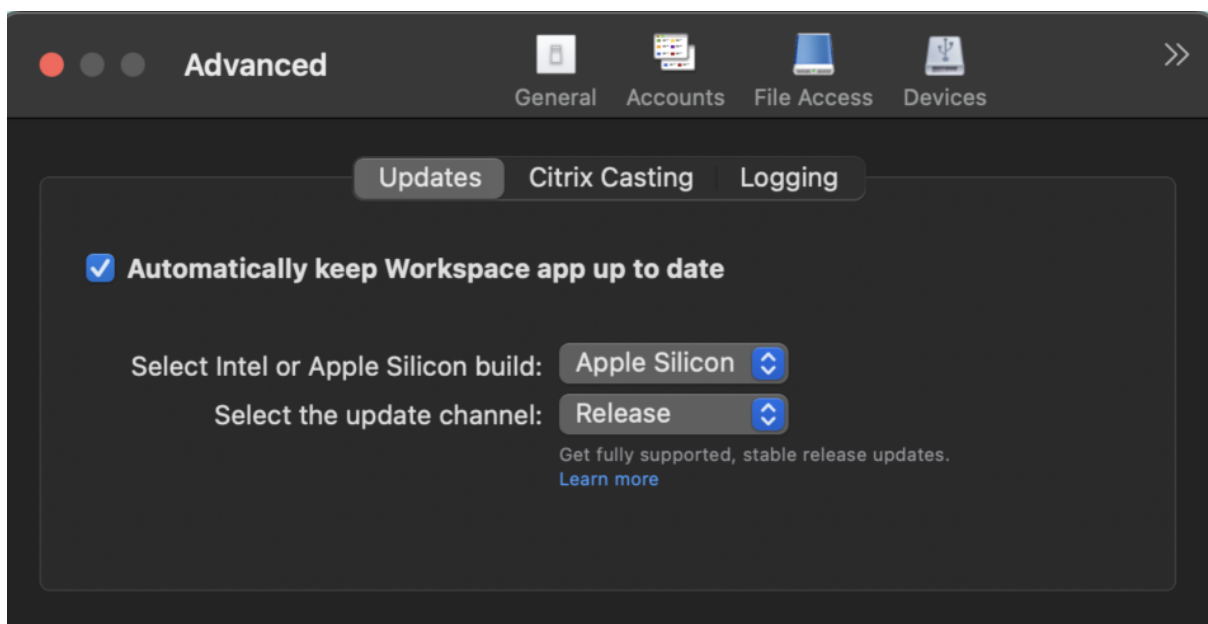 Advanced
General Accounts File Access Devices
Updates Citrix Casting Logging
Automatically keep Workspace app up to date
Select Intel or Apple Silicon build: Apple Silicon
Select the update channel: Release
Get fully supported, stable release updates.
Learn more